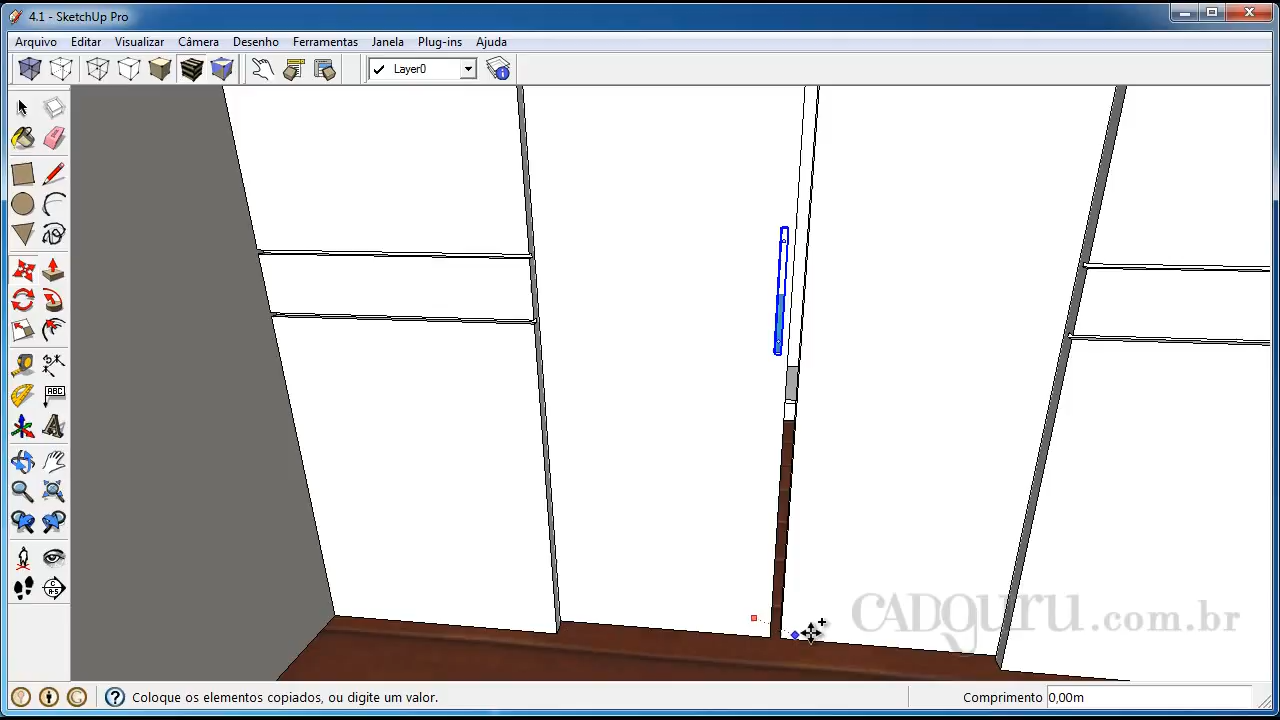 4.1 - SketchUp Pro
Arquivo Editar Visualizar Câmera Desenho Ferramentas Janela Plug-ins Ajuda
Layer0
ABC
CADguru.com.br
Coloque os elementos copiados, ou digite um valor.
Comprimento 0,00m